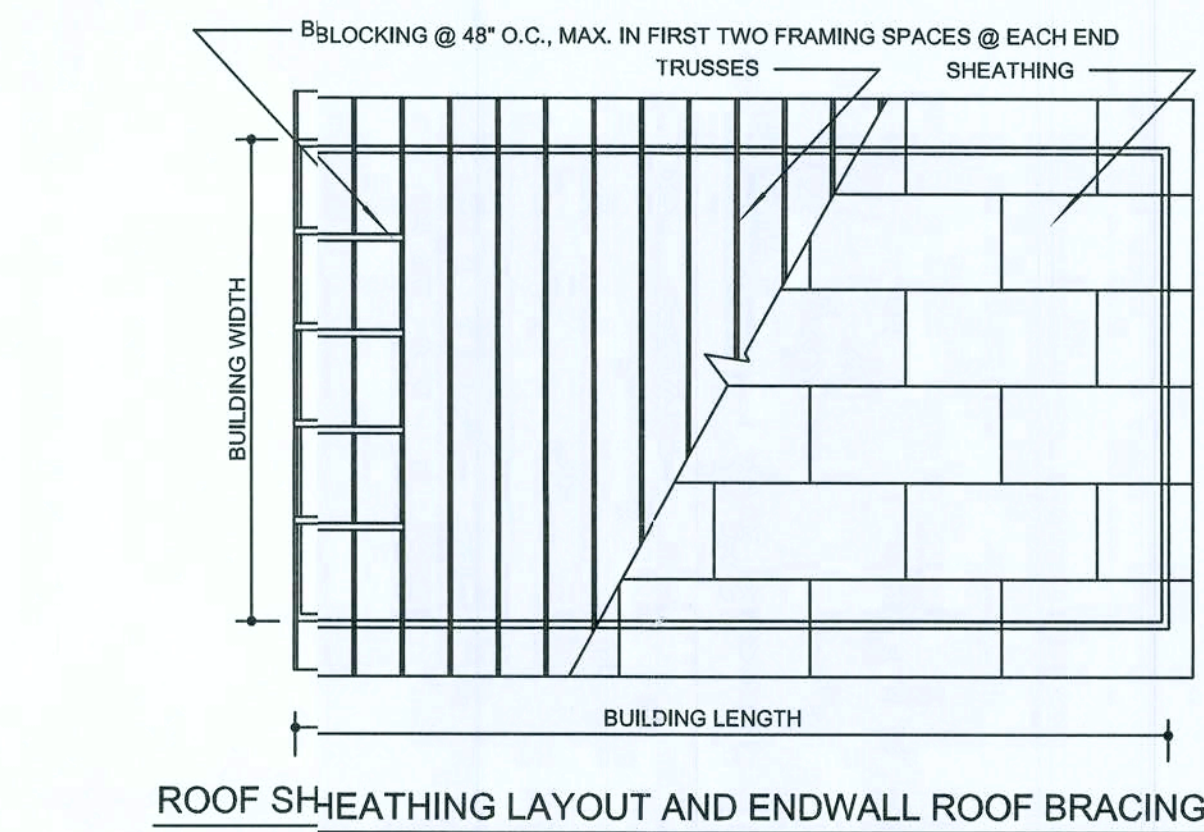 BBLOCKING @ 48" O.C., MAX. IN FIRST TWO FRAMING SPACES @ EACH END
TRUSSES
SHEATHING
BUILDING WIDTH
BUILDING LENGTH
ROOF SHHEATHING LAYOUT AND ENDWALL ROOF BRACING